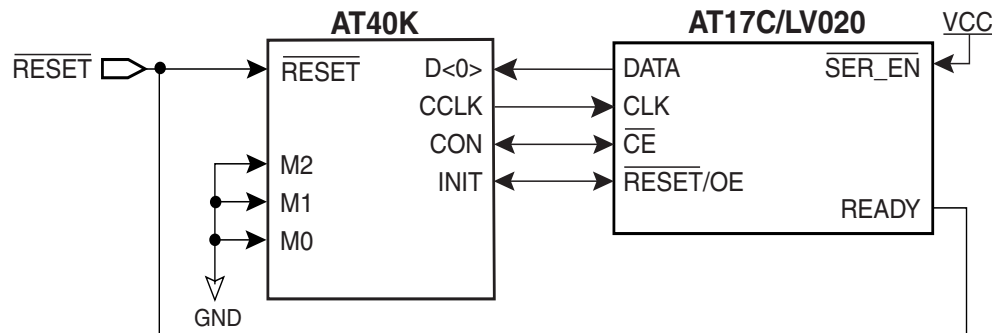 AT40K
AT17C/LV020
VCC
RESET
RESET
D<0>
DATA
SER_EN
CCLK
CLK
CON
CE
M2
INIT
RESET/OE
M1
READY
M0
GND